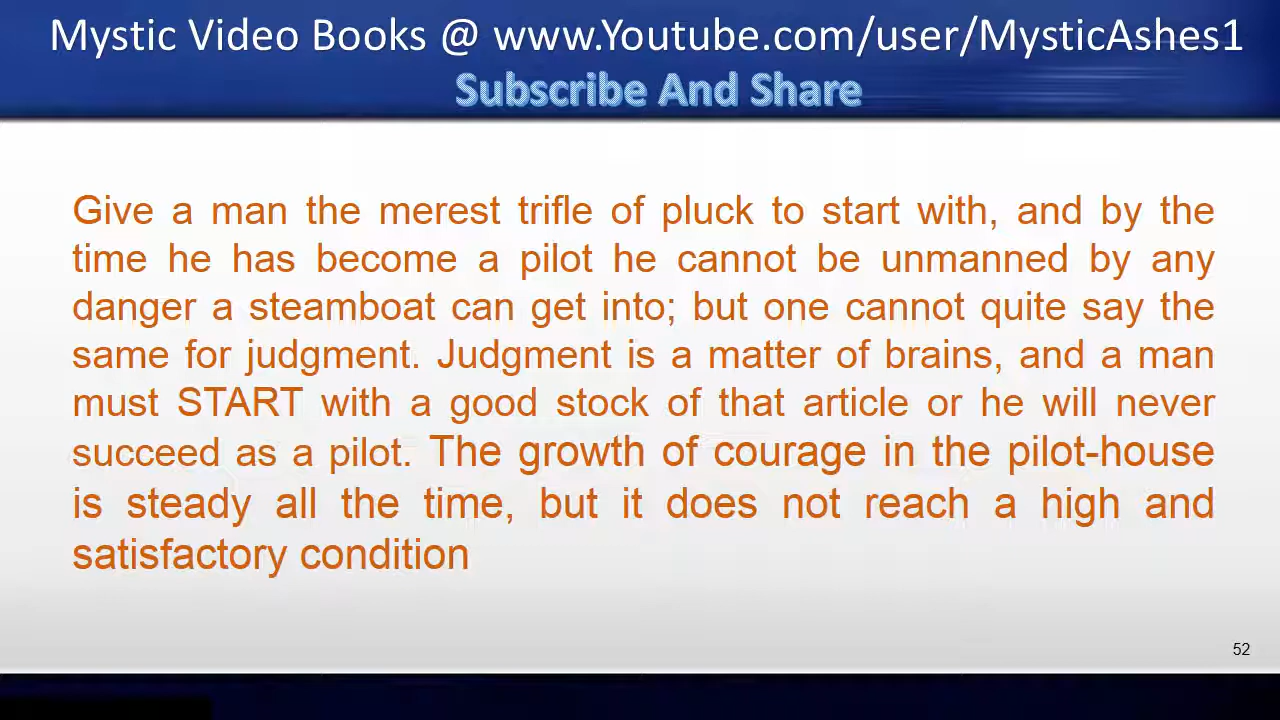 Mystic Video Books @ www.Youtube.com/user/MysticAshes1
Subscribe And Share
Give a man the merest trifle of pluck to start with, and by the
time he has become a pilot he cannot be unmanned by any
danger a steamboat can get into; but one cannot quite say the
same for judgment. Judgment is a matter of brains, and a man
must START with a good stock of that article or he will never
succeed as a pilot. The growth of courage in the pilot-house
is steady all the time, but it does not reach a high and
satisfactory condition
52